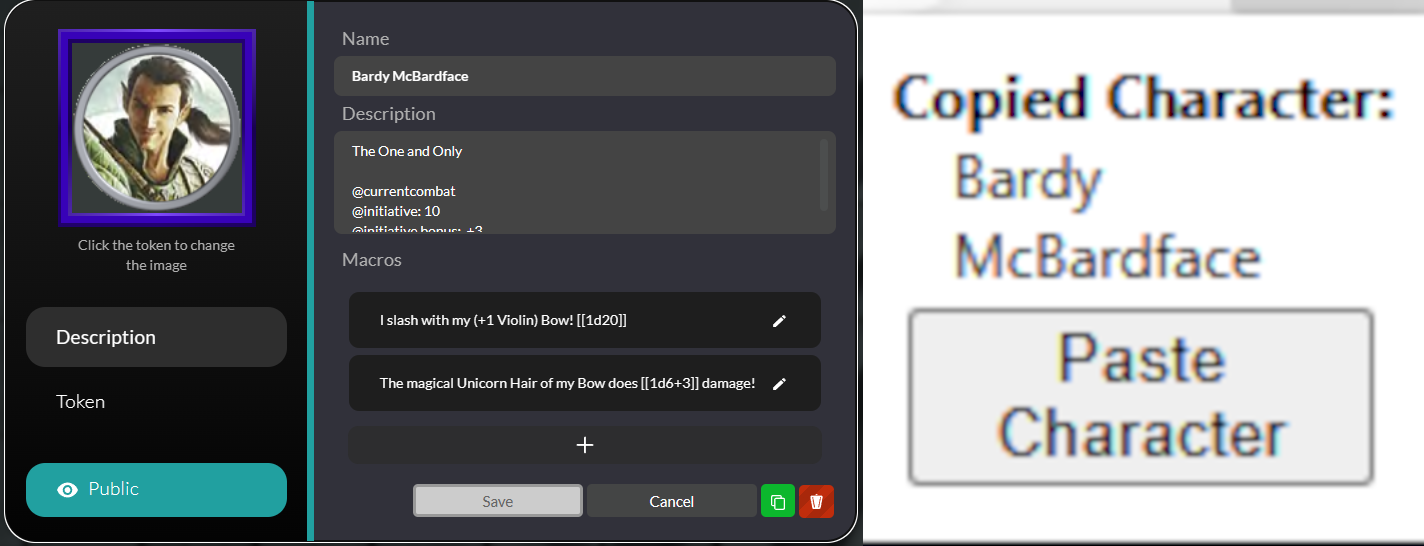 Click the token to change
the image
Description
Token
Public
Name
Bardy McBardface
Description
The One and Only
@currentcombat
@initiative: 10
@initiative bonus: +3
Macros
I slash with my (+1 Violin) Bow! [[1d20]]
The magical Unicorn Hair of my Bow does [[1d6+3]] damage!
+
Save
Cancel
Copied Character:
Bardy
McBardface
Paste
Character